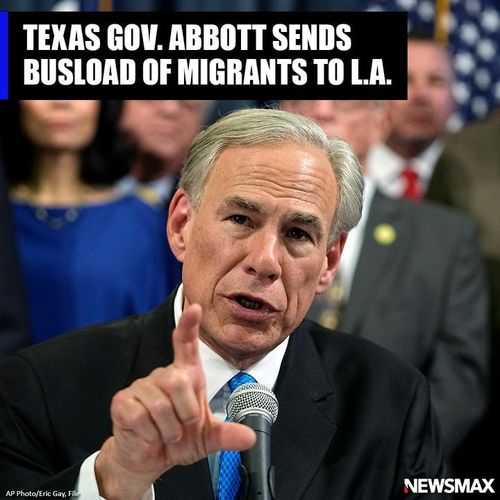 TEXAS GOV. ABBOTT SENDS
BUSLOAD OF MIGRANTS TO L.A.
AP Photo/Eric Gay, File
NEWSMAX